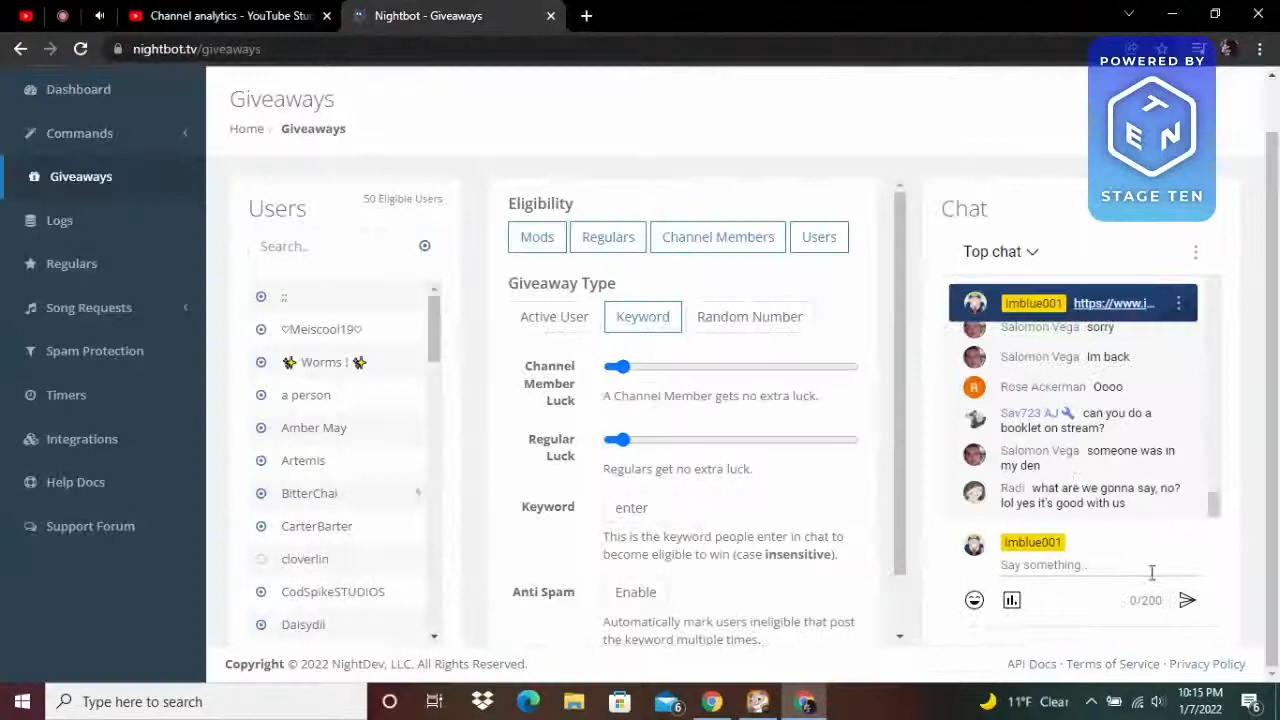 Channel analytics - YouTube Stu
Nightbot - Giveaways
nightbot.tv/giveaways
POWERED BY
TEN
STAGE TEN
Dashboard
Commands
Giveaways
Logs
Regulars
Song Requests
Spam Protection
Timers
Integrations
Help Docs
Support Forum
Giveaways
Home Giveaways
Users
50 Eligible Users
Search..
;;
♡Meiscool19♡
Worms !
a person
Amber May
Artemis
BitterChai
CarterBarter
cloverlin
CodSpikeSTUDIOS
Daisydil
Eligibility
Mods Regulars Channel Members Users
Giveaway Type
Active User Keyword Random Number
Channel
Member
Luck
A Channel Member gets no extra luck.
Regular
Luck
Regulars get no extra luck.
Keyword
enter
This is the keyword people enter in chat to
become eligible to win (case insensitive).
Anti Spam
Enable
Automatically mark users ineligible that post
the keyword multiple times.
Chat
Top chat
Imblue001 https://www.i...
Salomon Vega sorry
Salomon Vega Im back
R Rose Ackerman Oooo
Sav723 AJ can you do a
booklet on stream?
Salomon Vega someone was in
my den
Radi what are we gonna say, no?
lol yes it's good with us
Imblue001
Say something..
0/200
Copyright © 2022 NightDev, LLC. All Rights Reserved.
API Docs · Terms of Service · Privacy Policy
Type here to search
6
11°F Clear
10:15 PM
1/7/2022
6